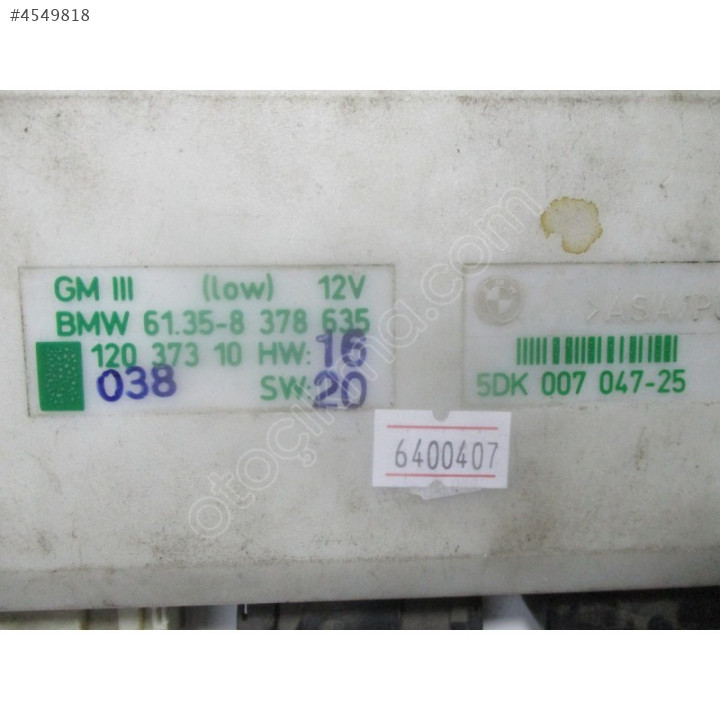 #4549818
GM III (low) 12V
BMW 61.35-8 378 635
120 373 10 HW: 16
038 SW: 20
5DK 007 047-25
6400407
otoçıkma.com